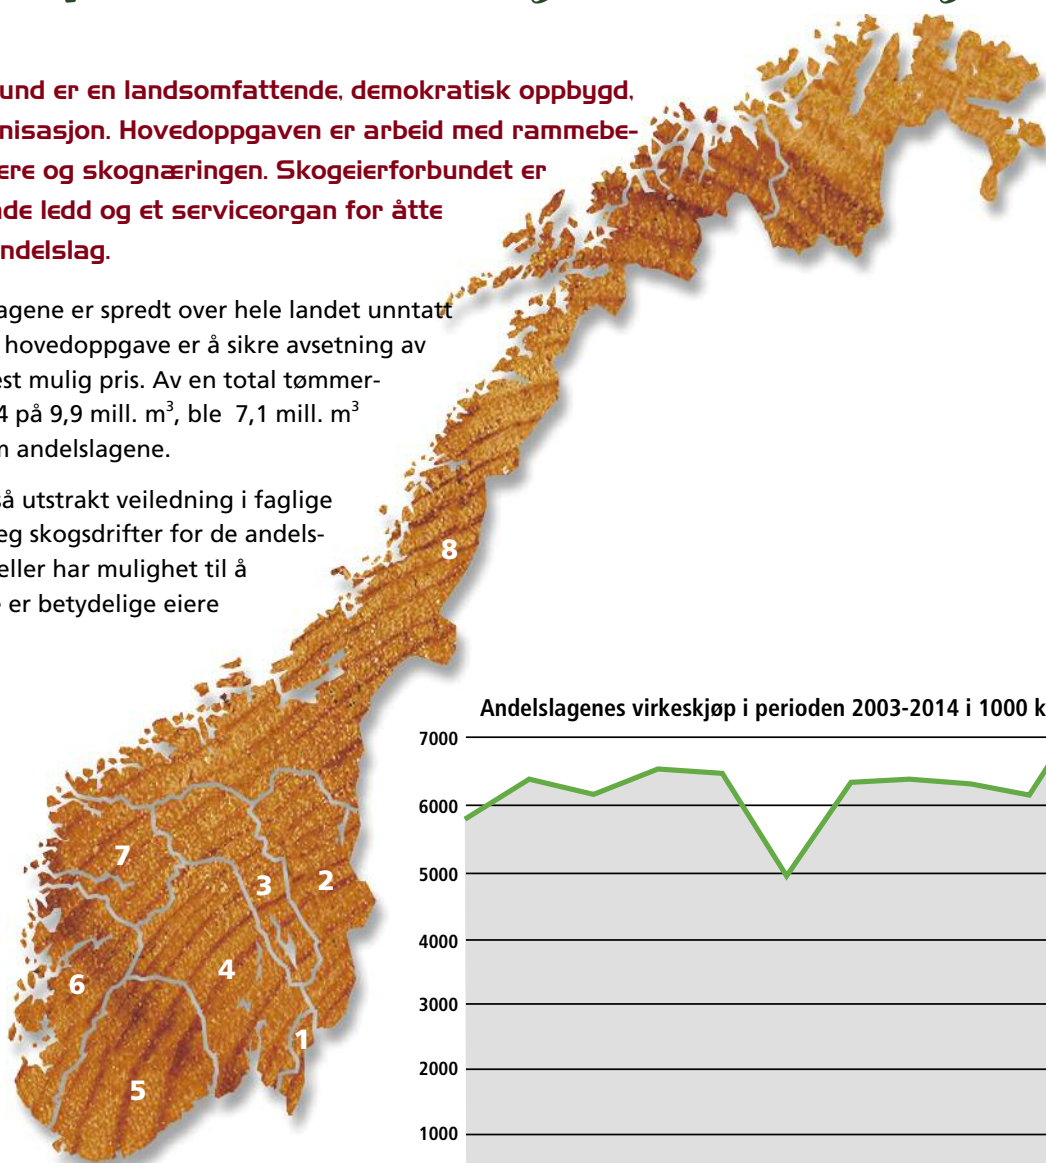 und er en landsomfattende, demokratisk oppbygd,
nisasjon. Hovedoppgaven er arbeid med rammebe-
ere og skognæringen. Skogeierforbundet er
de ledd og et serviceorgan for åtte
ndelslag.
agene er spredt over hele landet unntatt
hovedoppgave er å sikre avsetning av
est mulig pris. Av en total tømmer-
4 på 9,9 mill. m³, ble 7,1 mill. m³
m andelslagene.
så utstrakt veiledning i faglige
eg skogsdrifter for de andels-
eller har mulighet til å
e er betydelige eiere
8
7
3
2
6
4
1
5
Andelslagenes virkeskjøp i perioden 2003-2014 i 1000 k
7000
6000
5000
4000
3000
2000
1000